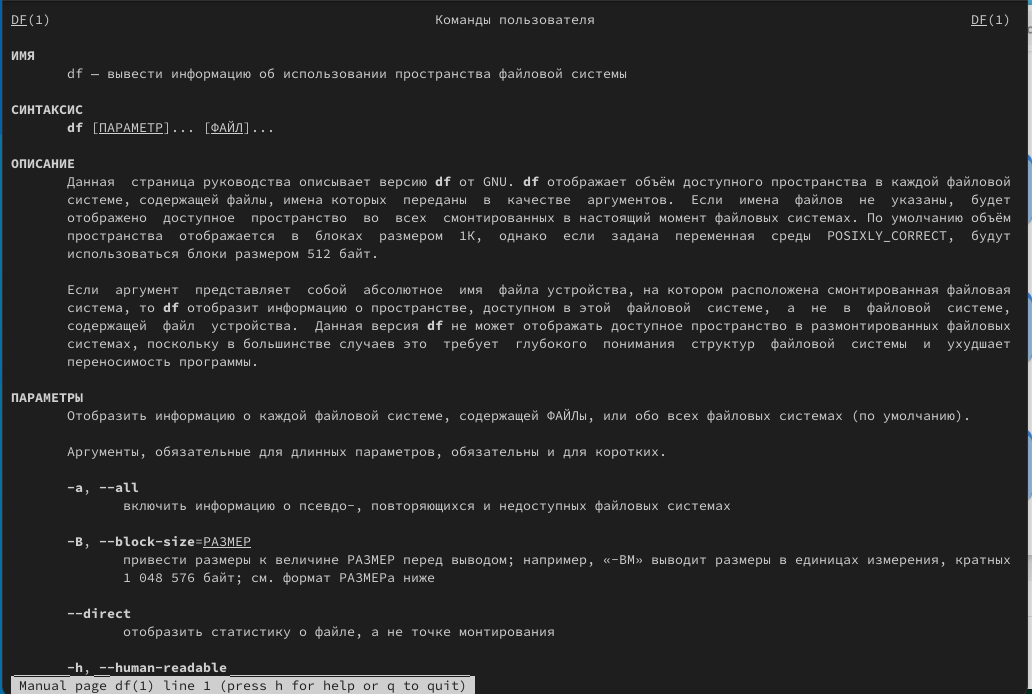 DF(1) Команды пользователя DF(1)
ИМЯ
df — вывести информацию об использовании пространства файловой системы
СИНТАКСИС
df [ПАРАМЕТР]... [ФАЙЛ]...
ОПИСАНИЕ
Данная страница руководства описывает версию df от GNU. df отображает объём доступного пространства в каждой файловой
системе, содержащей файлы, имена которых переданы в качестве аргументов. Если имена файлов не указаны, будет
отображено доступное пространство во всех смонтированных в настоящий момент файловых системах. По умолчанию объём
пространства отображается в блоках размером 1K, однако если задана переменная среды POSIXLY_CORRECT, будут
использоваться блоки размером 512 байт.
Если аргумент представляет собой абсолютное имя файла устройства, на котором расположена смонтированная файловая
система, то df отобразит информацию о пространстве, доступном в этой файловой системе, а не в файловой системе,
содержащей файл устройства. Данная версия df не может отображать доступное пространство в размонтированных файловых
системах, поскольку в большинстве случаев это требует глубокого понимания структур файловой системы и ухудшает
переносимость программы.
ПАРАМЕТРЫ
Отобразить информацию о каждой файловой системе, содержащей ФАЙЛы, или обо всех файловых системах (по умолчанию).
Аргументы, обязательные для длинных параметров, обязательны и для коротких.
-a, --all
включить информацию о псевдо-, повторяющихся и недоступных файловых системах
-B, --block-size=РАЗМЕР
привести размеры к величине РАЗМЕР перед выводом; например, «-BM» выводит размеры в единицах измерения, кратных
1 048 576 байт; см. формат РАЗМЕРа ниже
--direct
отобразить статистику о файле, а не точке монтирования
-h, --human-readable
Manual page df(1) line 1 (press h for help or q to quit)